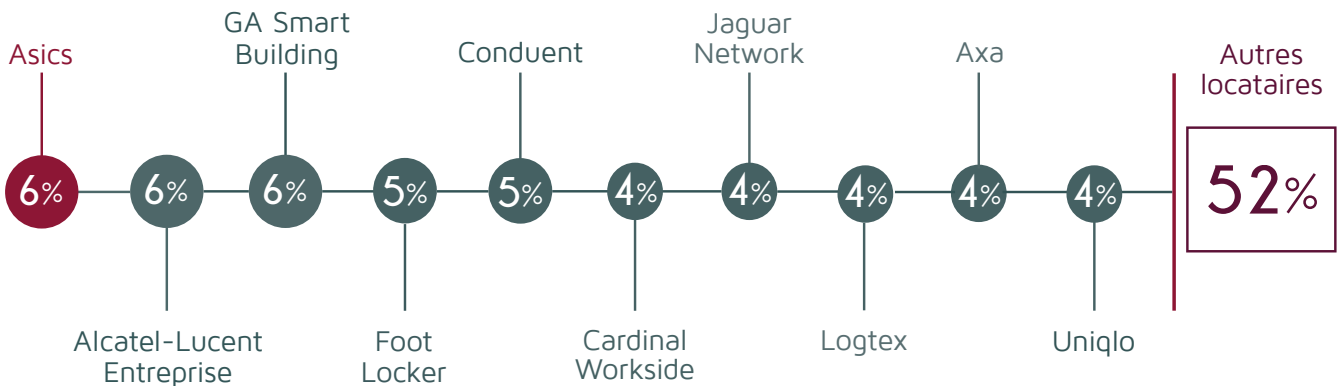 Asics
6%
Alcatel-Lucent
Entreprise
6%
GA Smart
Building
6%
Foot
Locker
5%
Conduent
5%
Cardinal
Workside
4%
Jaguar
Network
4%
Logtex
4%
Axa
4%
Uniqlo
4%
Autres
locataires
52%